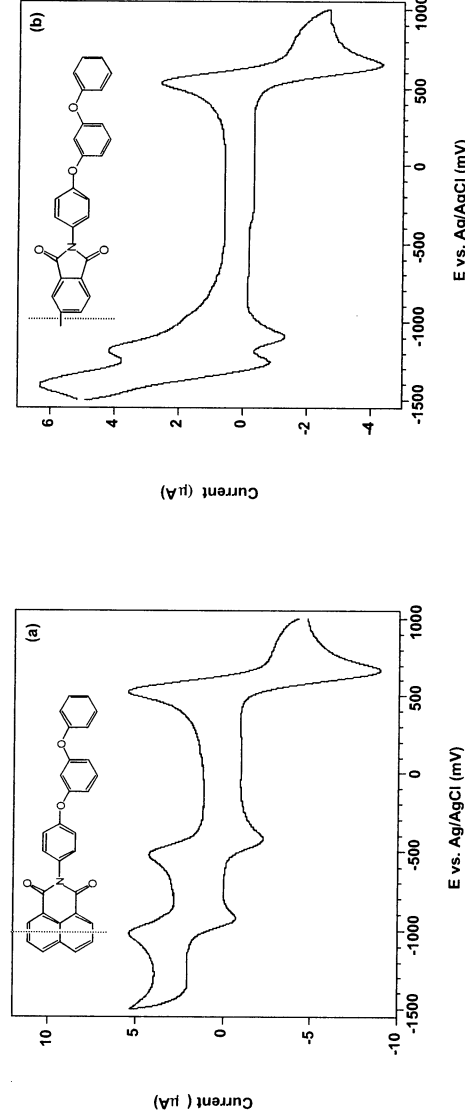 (a)
O
N
O
O
O
10
5
0
-5
-10
Current ( μA)
-1500
-1000
-500
0
500
1000
E vs. Ag/AgCl (mV)
(b)
O
N
O
O
O
6
4
2
0
-2
-4
Current (μA)
-1500
-1000
-500
0
500
1000
E vs. Ag/AgCl (mV)